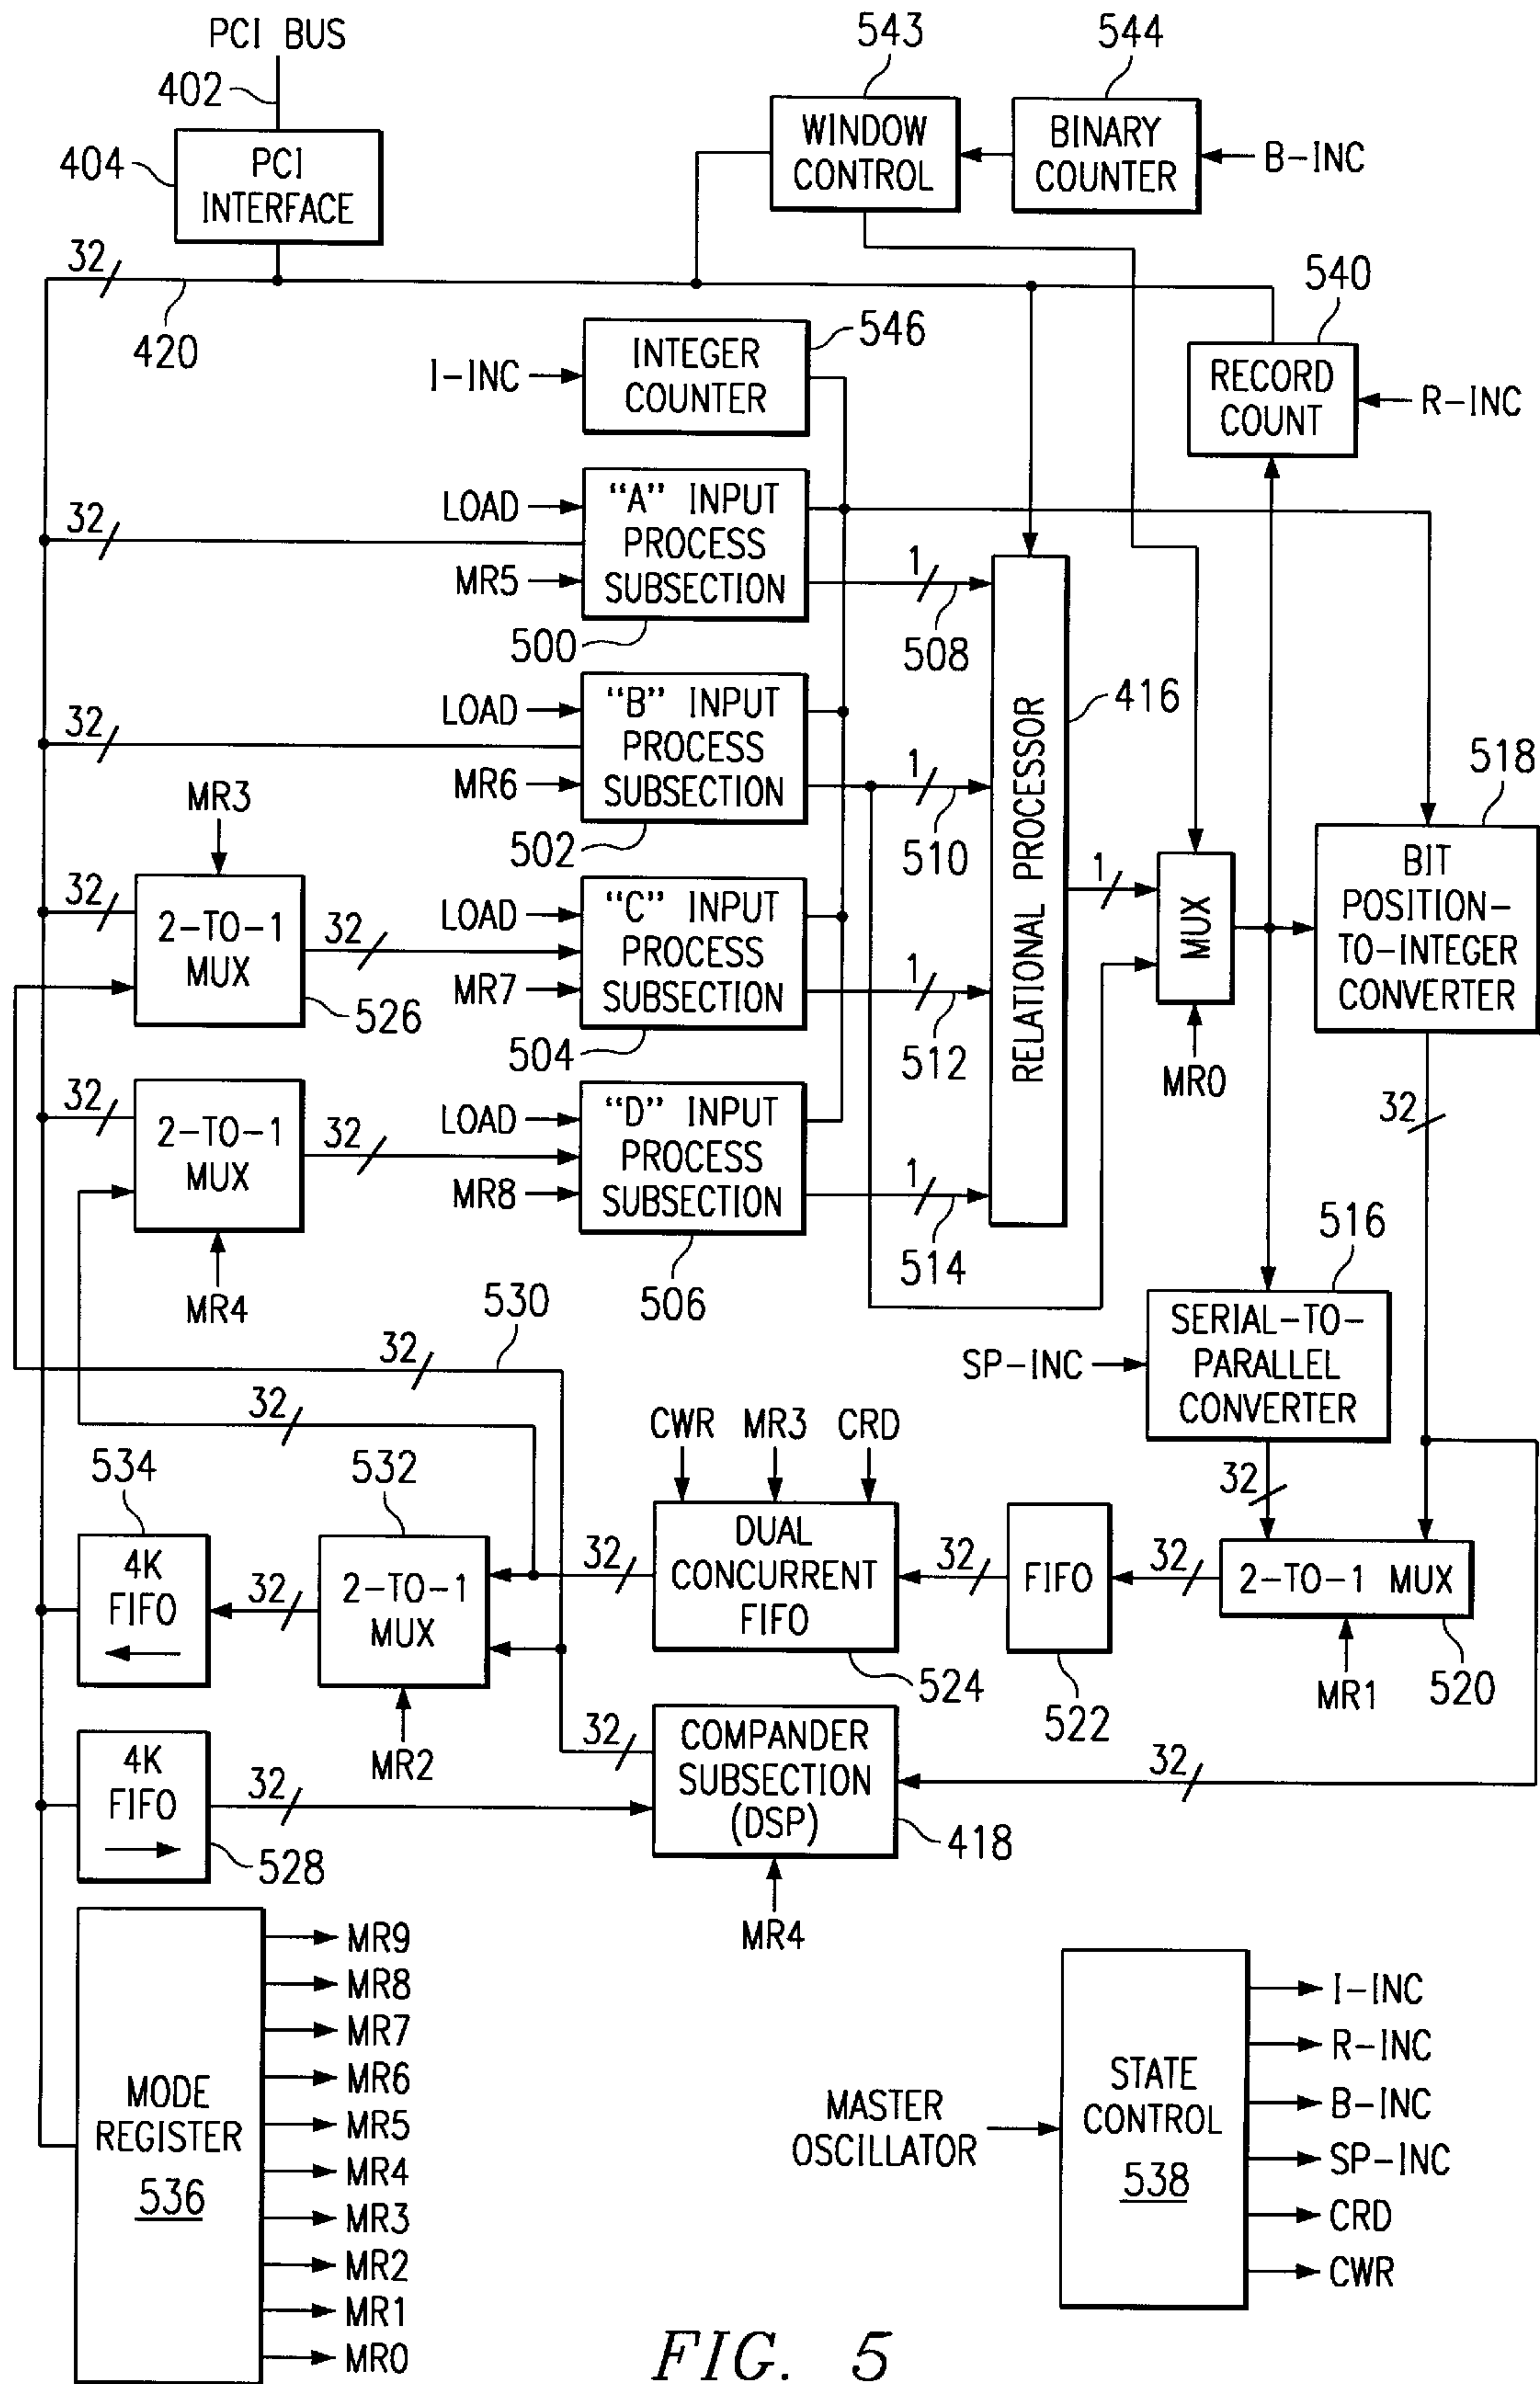 PCI BUS
402
404
PCI
INTERFACE
543
544
WINDOW
CONTROL
BINARY
COUNTER
B-INC
32
420
540
546
I-INC
INTEGER
COUNTER
RECORD
COUNT
R-INC
LOAD
32
MR5
"A" INPUT
PROCESS
SUBSECTION
500
1
508
LOAD
32
MR6
"B" INPUT
PROCESS
SUBSECTION
502
1
510
416
RELATIONAL PROCESSOR
518
BIT
POSITION-
TO-INTEGER
CONVERTER
MR3
32
2-TO-1
MUX
526
32
LOAD
MR7
"C" INPUT
PROCESS
SUBSECTION
504
1
512
1
MUX
MR0
32
32
2-TO-1
MUX
MR4
32
LOAD
MR8
"D" INPUT
PROCESS
SUBSECTION
506
1
514
516
SP-INC
SERIAL-TO-
PARALLEL
CONVERTER
530
32
32
CWR
MR3
CRD
534
532
32
4K
FIFO
32
2-TO-1
MUX
MR2
32
DUAL
CONCURRENT
FIFO
524
32
FIFO
522
32
2-TO-1 MUX
MR1
520
4K
FIFO
528
32
32
COMPANDER
SUBSECTION
(DSP)
418
MR4
32
MODE
REGISTER
536
MR9
MR8
MR7
MR6
MR5
MR4
MR3
MR2
MR1
MR0
MASTER
OSCILLATOR
STATE
CONTROL
538
I-INC
R-INC
B-INC
SP-INC
CRD
CWR
FIG. 5